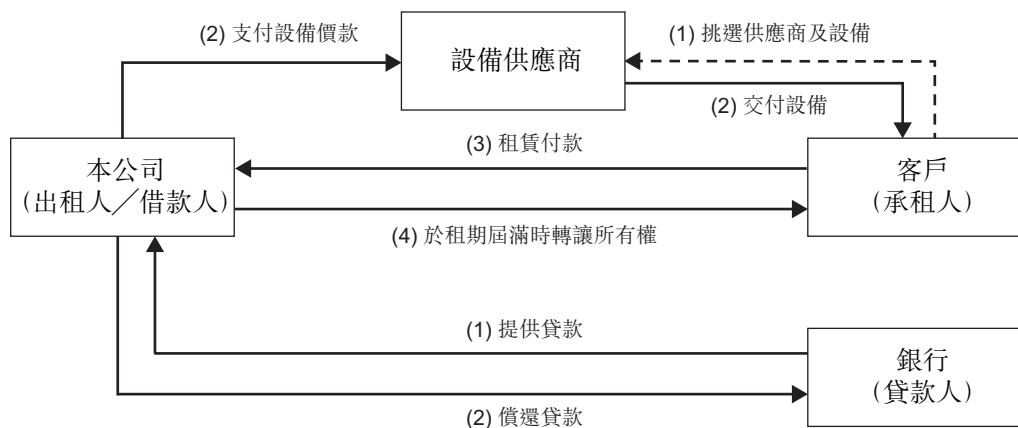 (2) 支付設備價款
設備供應商
(1) 挑選供應商及設備
(2) 交付設備
本公司
(出租人／借款人)
(3) 租賃付款
客戶
(承租人)
(4) 於租期屆滿時轉讓所有權
(1) 提供貸款
銀行
(貸款人)
(2) 償還貸款